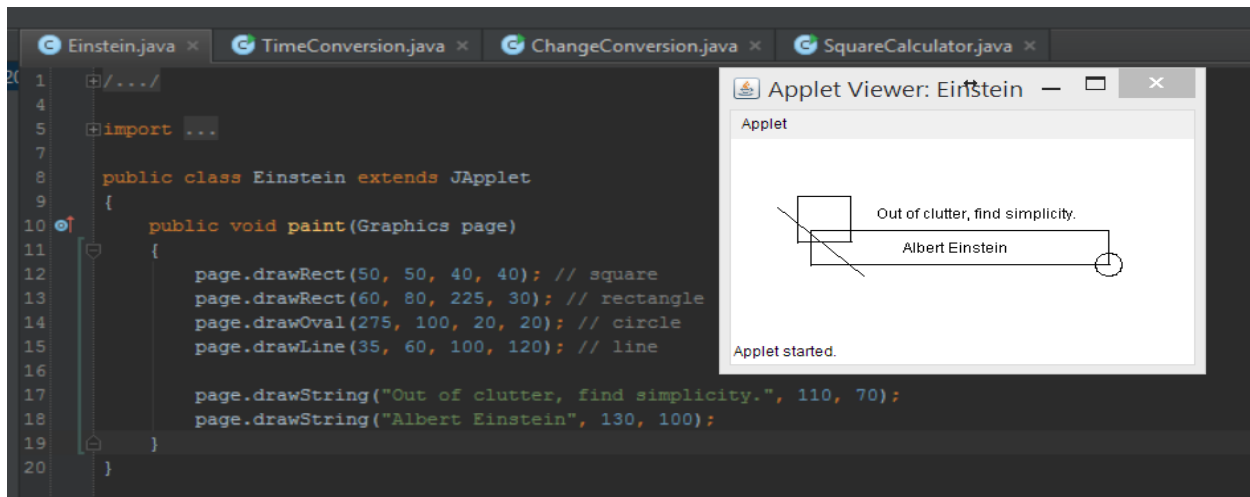 Einstein.java × TimeConversion.java × ChangeConversion.java × SquareCalculator.java ×
1 /.../
4
5 import ...
7
8 public class Einstein extends JApplet
9 {
10 public void paint(Graphics page)
11 {
12 page.drawRect(50, 50, 40, 40); // square
13 page.drawRect(60, 80, 225, 30); // rectangle
14 page.drawOval(275, 100, 20, 20); // circle
15 page.drawLine(35, 60, 100, 120); // line
16
17 page.drawString("Out of clutter, find simplicity.", 110, 70);
18 page.drawString("Albert Einstein", 130, 100);
19 }
20 }
Applet Viewer: Einstein
Applet
Out of clutter, find simplicity.
Albert Einstein
Applet started.